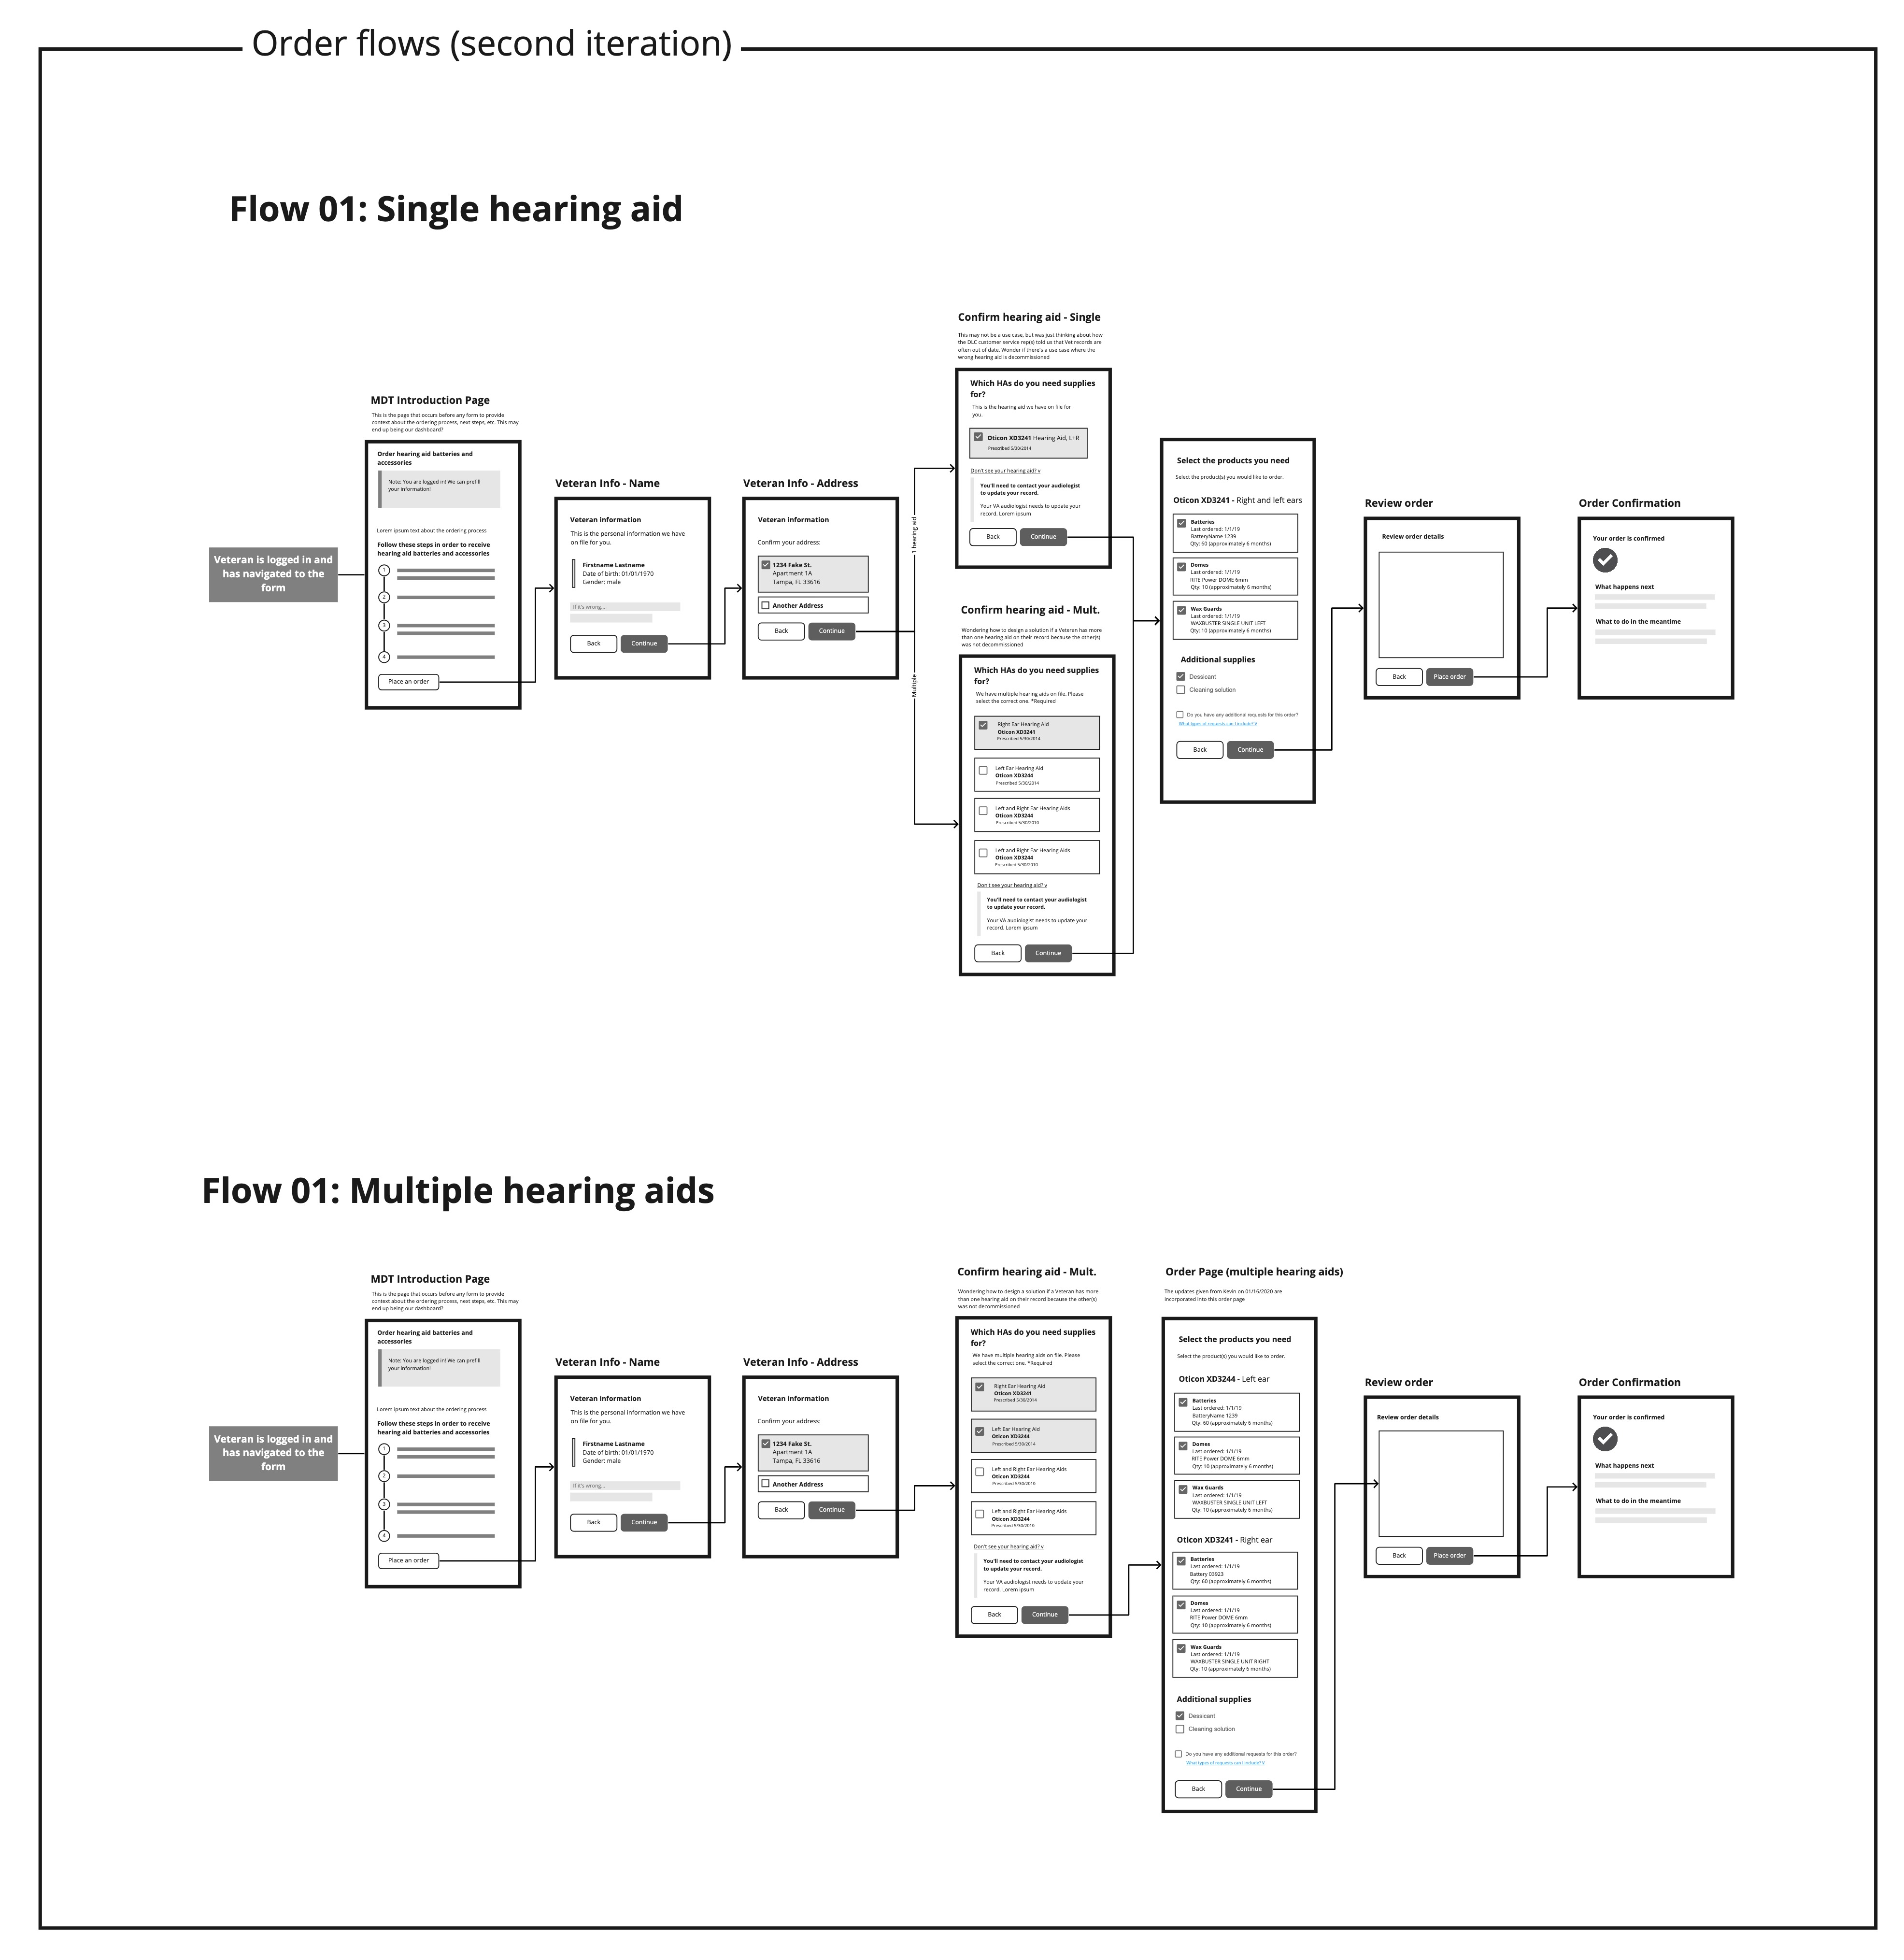 Order flows (second iteration)
Flow 01: Single hearing aid
Veteran is logged in and
has navigated to the
form
MDT Introduction Page
This is the page that occurs before any form to provide
context about the ordering process, next steps, etc. This may
end up being our dashboard?
Order hearing aid batteries and
accessories
Note: You are logged in! We can prefill
your information!
Lorem ipsum text about the ordering process
Follow these steps in order to receive
hearing aid batteries and accessories
1
2
3
4
Place an order
Veteran Info - Name
Veteran information
This is the personal information we have
on file for you.
Firstname Lastname
Date of birth: 01/01/1970
Gender: male
If it's wrong...
Back
Continue
Veteran Info - Address
Veteran information
Confirm your address:
1234 Fake St.
Apartment 1A
Tampa, FL 33616
Another Address
Back
Continue
1 hearing aid
Multiple
Confirm hearing aid - Single
This may not be a use case, but was just thinking about how
the DLC customer service rep(s) told us that Vet records are
often out of date. Wonder if there's a use case where the
wrong hearing aid is decommissioned
Which HAs do you need supplies
for?
This is the hearing aid we have on file for
you.
Oticon XD3241 Hearing Aid, L+R
Prescribed 5/30/2014
Don't see your hearing aid? v
You'll need to contact your audiologist
to update your record.
Your VA audiologist needs to update your
record. Lorem ipsum
Back
Continue
Confirm hearing aid - Mult.
Wondering how to design a solution if a Veteran has more
than one hearing aid on their record because the other(s)
was not decommissioned
Which HAs do you need supplies
for?
We have multiple hearing aids on file. Please
select the correct one. *Required
Right Ear Hearing Aid
Oticon XD3241
Prescribed 5/30/2014
Left Ear Hearing Aid
Oticon XD3244
Prescribed 5/30/2014
Left and Right Ear Hearing Aids
Oticon XD3244
Prescribed 5/30/2010
Left and Right Ear Hearing Aids
Oticon XD3244
Prescribed 5/30/2010
Don't see your hearing aid? v
You'll need to contact your audiologist
to update your record.
Your VA audiologist needs to update your
record. Lorem ipsum
Back
Continue
Select the products you need
Select the product(s) you would like to order.
Oticon XD3241 - Right and left ears
Batteries
Last ordered: 1/1/19
BatteryName 1239
Qty: 60 (approximately 6 months)
Domes
Last ordered: 1/1/19
RITE Power DOME 6mm
Qty: 10 (approximately 6 months)
Wax Guards
Last ordered: 1/1/19
WAXBUSTER SINGLE UNIT LEFT
Qty: 10 (approximately 6 months)
Additional supplies
Dessicant
Cleaning solution
Do you have any additional requests for this order?
What types of requests can I include? V
Back
Continue
Review order
Review order details
Back
Place order
Order Confirmation
Your order is confirmed
What happens next
What to do in the meantime
Flow 01: Multiple hearing aids
Veteran is logged in and
has navigated to the
form
MDT Introduction Page
This is the page that occurs before any form to provide
context about the ordering process, next steps, etc. This may
end up being our dashboard?
Order hearing aid batteries and
accessories
Note: You are logged in! We can prefill
your information!
Lorem ipsum text about the ordering process
Follow these steps in order to receive
hearing aid batteries and accessories
1
2
3
4
Place an order
Veteran Info - Name
Veteran information
This is the personal information we have
on file for you.
Firstname Lastname
Date of birth: 01/01/1970
Gender: male
If it's wrong...
Back
Continue
Veteran Info - Address
Veteran information
Confirm your address:
1234 Fake St.
Apartment 1A
Tampa, FL 33616
Another Address
Back
Continue
Confirm hearing aid - Mult.
Wondering how to design a solution if a Veteran has more
than one hearing aid on their record because the other(s)
was not decommissioned
Which HAs do you need supplies
for?
We have multiple hearing aids on file. Please
select the correct one. *Required
Right Ear Hearing Aid
Oticon XD3241
Prescribed 5/30/2014
Left Ear Hearing Aid
Oticon XD3244
Prescribed 5/30/2014
Left and Right Ear Hearing Aids
Oticon XD3244
Prescribed 5/30/2010
Left and Right Ear Hearing Aids
Oticon XD3244
Prescribed 5/30/2010
Don't see your hearing aid? v
You'll need to contact your audiologist
to update your record.
Your VA audiologist needs to update your
record. Lorem ipsum
Back
Continue
Order Page (multiple hearing aids)
The updates given from Kevin on 01/16/2020 are
incorporated into this order page
Select the products you need
Select the product(s) you would like to order.
Oticon XD3244 - Left ear
Batteries
Last ordered: 1/1/19
BatteryName 1239
Qty: 60 (approximately 6 months)
Domes
Last ordered: 1/1/19
RITE Power DOME 6mm
Qty: 10 (approximately 6 months)
Wax Guards
Last ordered: 1/1/19
WAXBUSTER SINGLE UNIT LEFT
Qty: 10 (approximately 6 months)
Oticon XD3241 - Right ear
Batteries
Last ordered: 1/1/19
Battery 03923
Qty: 60 (approximately 6 months)
Domes
Last ordered: 1/1/19
RITE Power DOME 6mm
Qty: 10 (approximately 6 months)
Wax Guards
Last ordered: 1/1/19
WAXBUSTER SINGLE UNIT RIGHT
Qty: 10 (approximately 6 months)
Additional supplies
Dessicant
Cleaning solution
Do you have any additional requests for this order?
What types of requests can I include? V
Back
Continue
Review order
Review order details
Back
Place order
Order Confirmation
Your order is confirmed
What happens next
What to do in the meantime